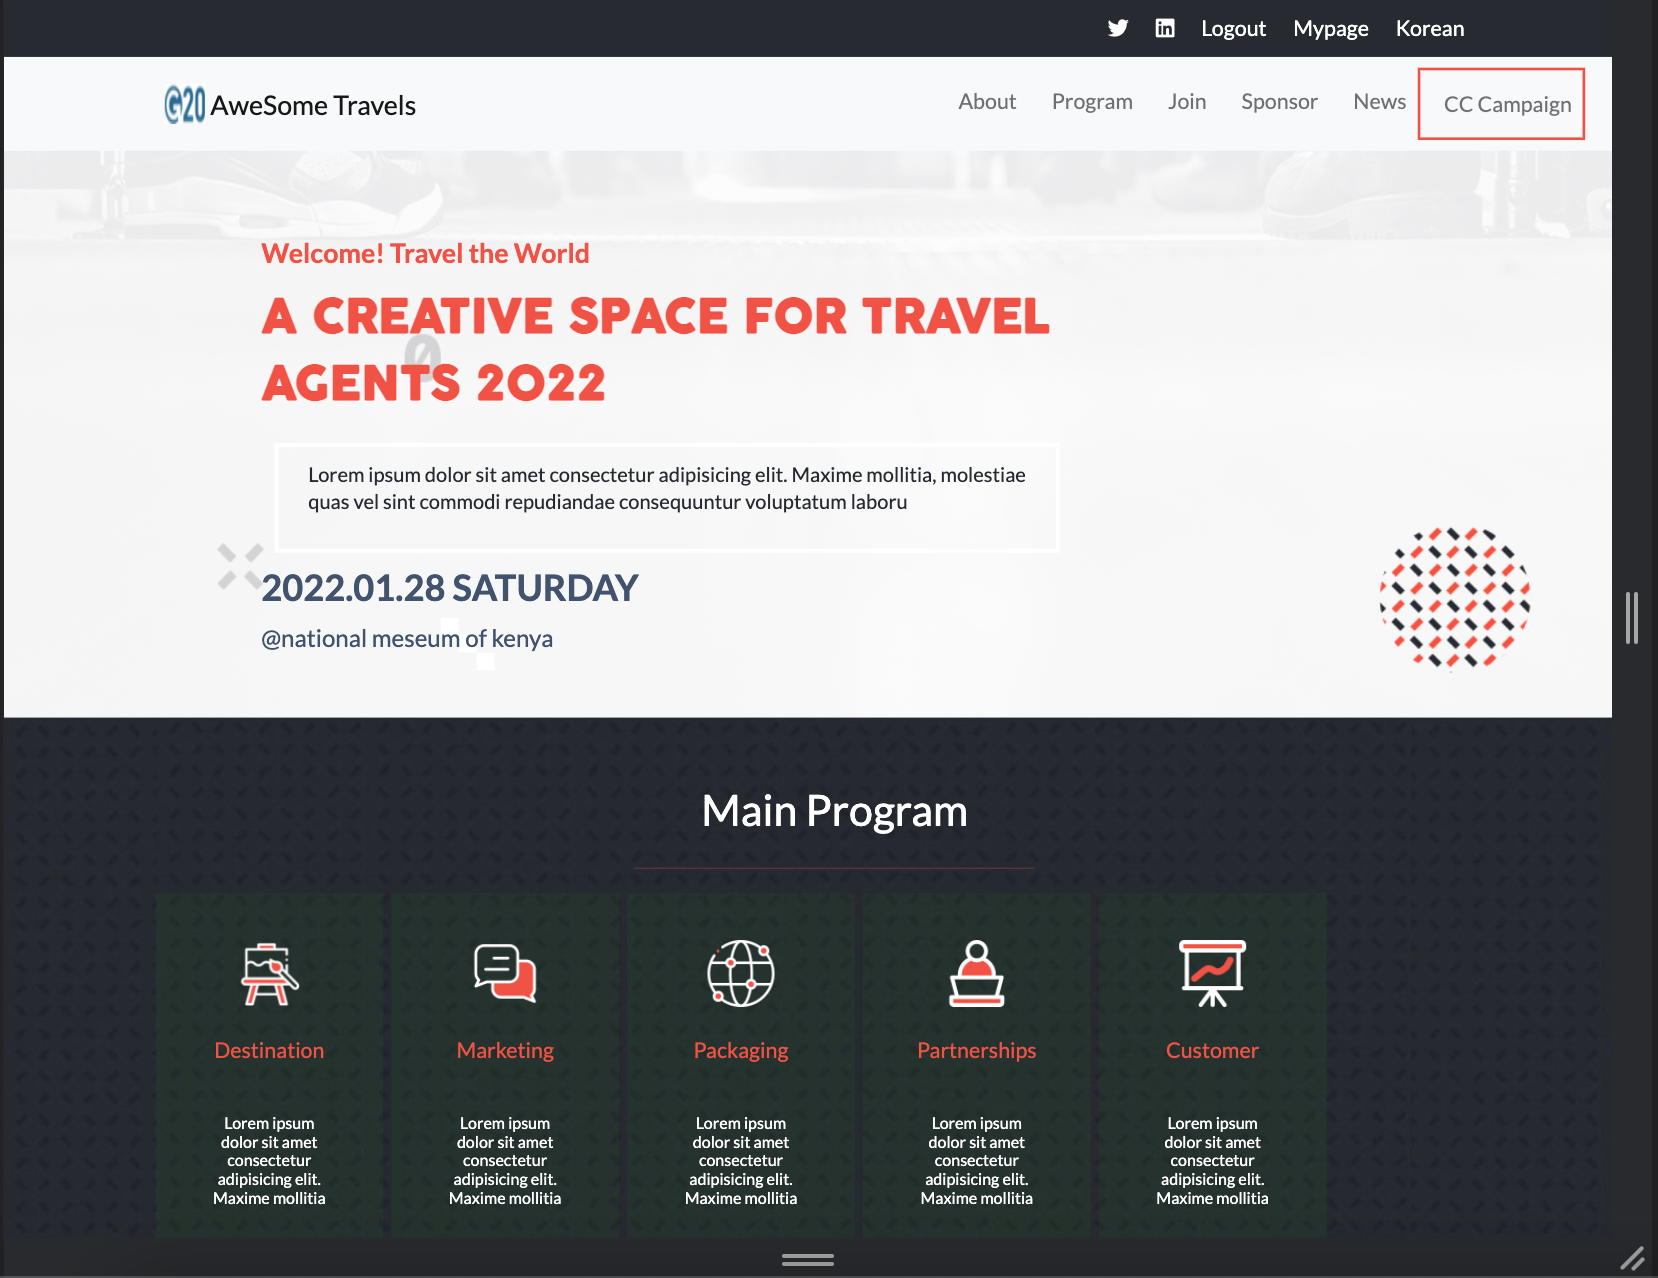 Logout Mypage Korean
G20 AweSome Travels
About Program Join Sponsor News CC Campaign
Welcome! Travel the World
A CREATIVE SPACE FOR TRAVEL
AGENTS 2022
Lorem ipsum dolor sit amet consectetur adipisicing elit. Maxime mollitia, molestiae
quas vel sint commodi repudiandae consequuntur voluptatum laboru
2022.01.28 SATURDAY
@national meseum of kenya
Main Program
Destination
Lorem ipsum
dolor sit amet
consectetur
adipisicing elit.
Maxime mollitia
Marketing
Lorem ipsum
dolor sit amet
consectetur
adipisicing elit.
Maxime mollitia
Packaging
Lorem ipsum
dolor sit amet
consectetur
adipisicing elit.
Maxime mollitia
Partnerships
Lorem ipsum
dolor sit amet
consectetur
adipisicing elit.
Maxime mollitia
Customer
Lorem ipsum
dolor sit amet
consectetur
adipisicing elit.
Maxime mollitia